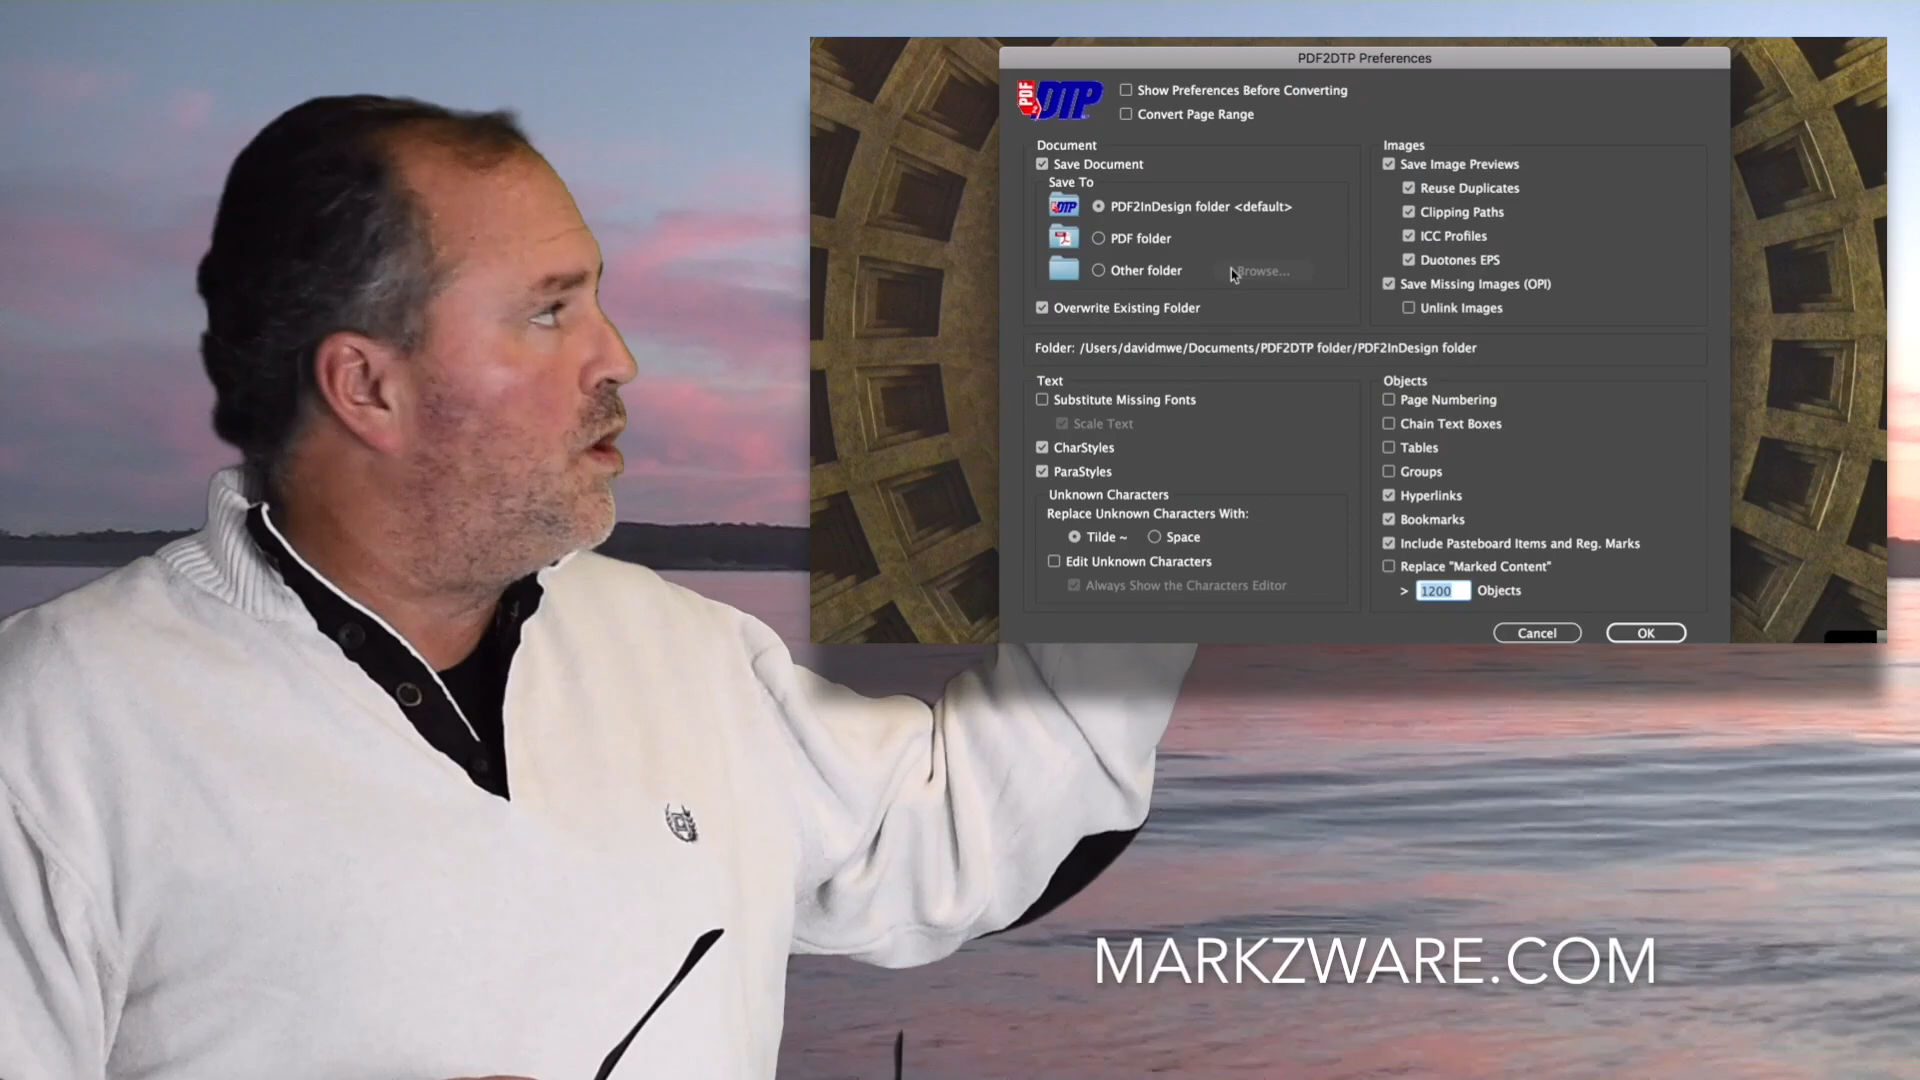 PDF2DTP Preferences
PDF
2
DTP
Show Preferences Before Converting
Convert Page Range
Document
Save Document
Save To
DTP
PDF2InDesign folder <default>
PDF folder
Other folder
Browse...
Overwrite Existing Folder
Images
Save Image Previews
Reuse Duplicates
Clipping Paths
ICC Profiles
Duotones EPS
Save Missing Images (OPI)
Unlink Images
Folder: /Users/davidmwe/Documents/PDF2DTP folder/PDF2InDesign folder
Text
Substitute Missing Fonts
Scale Text
CharStyles
ParaStyles
Unknown Characters
Replace Unknown Characters With:
Tilde ~ Space
Edit Unknown Characters
Always Show the Characters Editor
Objects
Page Numbering
Chain Text Boxes
Tables
Groups
Hyperlinks
Bookmarks
Include Pasteboard Items and Reg. Marks
Replace "Marked Content"
> 1200 Objects
Cancel OK
MARKZWARE.COM